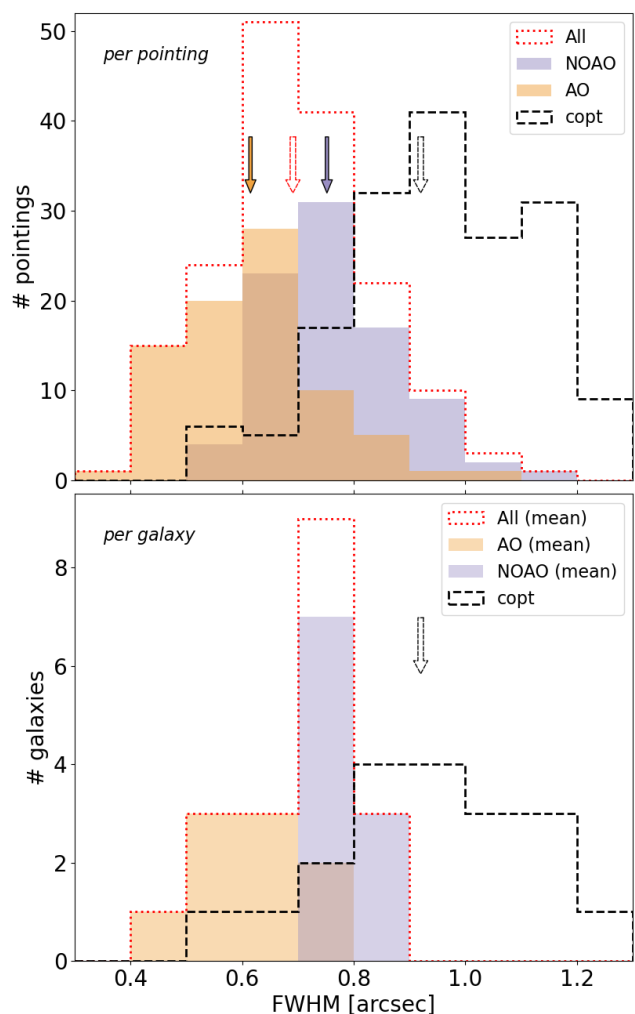 50
40
30
20
10
0
# pointings
per pointing
All
NOAO
AO
copt
8
6
4
2
0
# galaxies
per galaxy
All (mean)
AO (mean)
NOAO (mean)
copt
0.4 0.6 0.8 1.0 1.2
FWHM [arcsec]